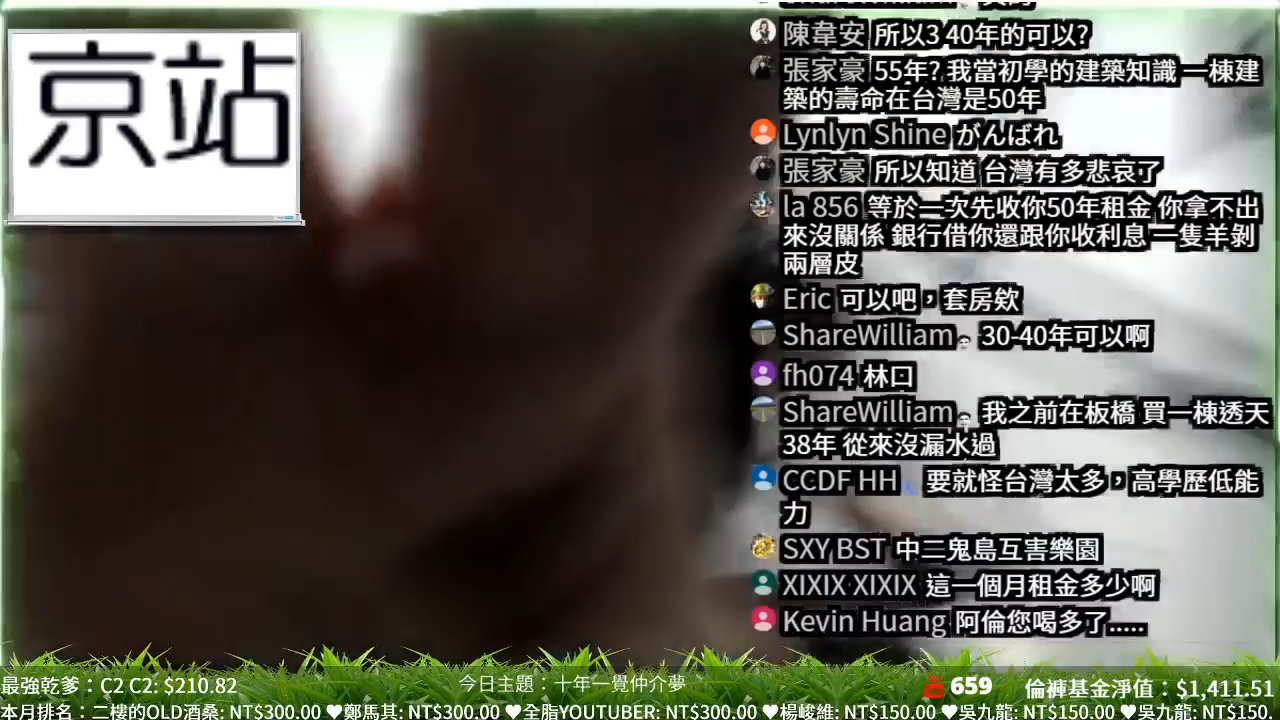 京站
陳韋安 所以3 40年的可以?
張家豪 55年? 我當初學的建築知識 一棟建
築的壽命在台灣是50年
Lynlyn Shine がんばれ
張家豪 所以知道 台灣有多悲哀了
la 856 等於一次先收你50年租金 你拿不出
來沒關係 銀行借你還跟你收利息 一隻羊剝
兩層皮
Eric 可以吧，套房欸
ShareWilliam 30-40年可以啊
fh074 林口
ShareWilliam 我之前在板橋 買一棟透天
38年 從來沒漏水過
CCDF HH 要就怪台灣太多，高學歷低能
力
SXY BST 中二鬼島互害樂園
XIXIX XIXIX 這一個月租金多少啊
Kevin Huang 阿倫您喝多了.....
最強乾爹：C2 C2: $210.82
今日主題：十年一覺仲介夢
659
倫褲基金淨值：$1,411.51
本月排名：二樓的OLD酒桑: NT$300.00 ♥鄭馬其: NT$300.00 ♥全脂YOUTUBER: NT$300.00 ♥楊峻維: NT$150.00 ♥吳九龍: NT$150.00 ♥吳九龍: NT$150